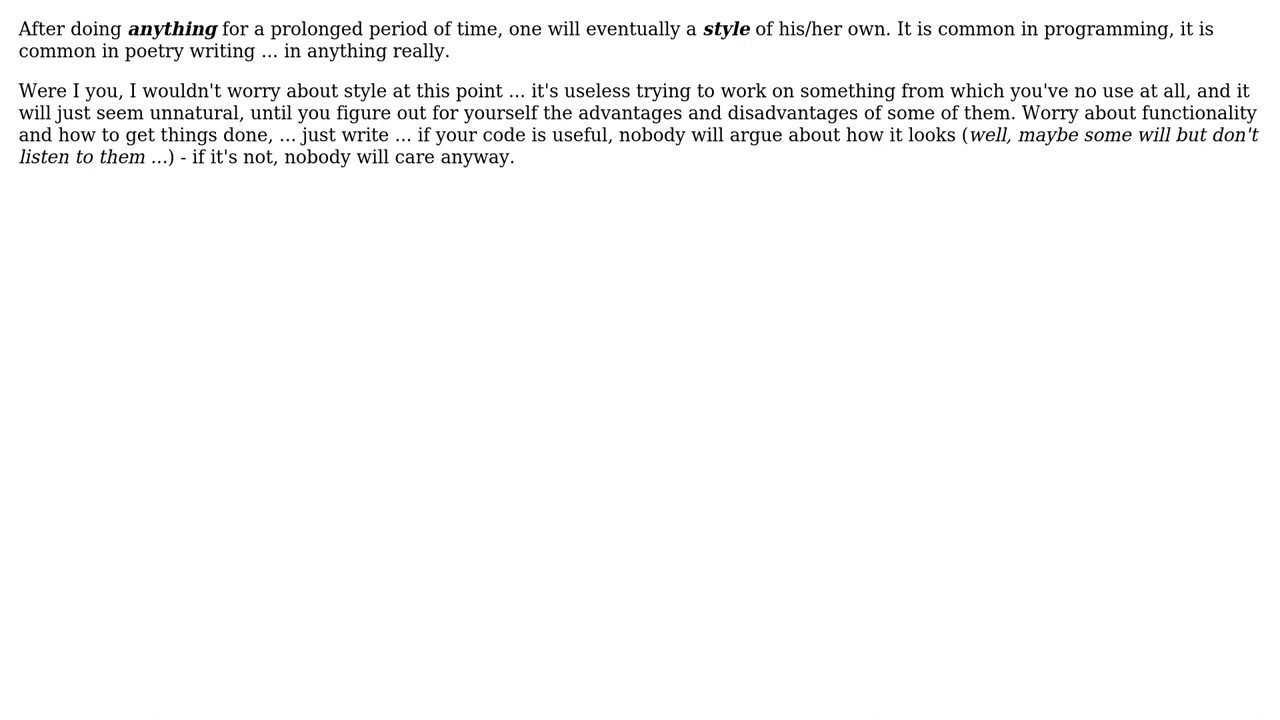 After doing anything for a prolonged period of time, one will eventually a style of his/her own. It is common in programming, it is
common in poetry writing ... in anything really.
Were I you, I wouldn't worry about style at this point ... it's useless trying to work on something from which you've no use at all, and it
will just seem unnatural, until you figure out for yourself the advantages and disadvantages of some of them. Worry about functionality
and how to get things done, ... just write ... if your code is useful, nobody will argue about how it looks (well, maybe some will but don't
listen to them ...) - if it's not, nobody will care anyway.